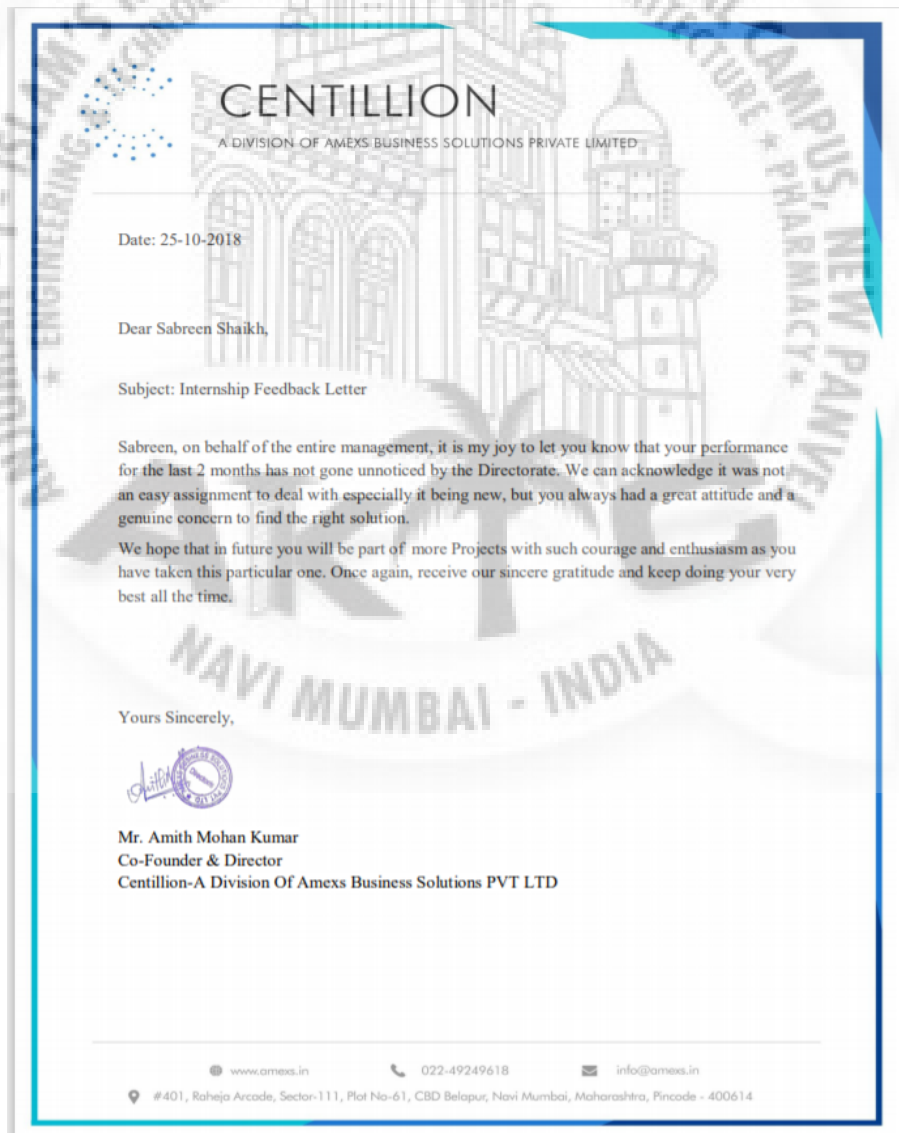 CENTILLION
A DIVISION OF AMEXS BUSINESS SOLUTIONS PRIVATE LIMITED
Date: 25-10-2018
Dear Sabreen Shaikh,
Subject: Internship Feedback Letter
Sabreen, on behalf of the entire management, it is my joy to let you know that your performance
for the last 2 months has not gone unnoticed by the Directorate. We can acknowledge it was not
an easy assignment to deal with especially it being new, but you always had a great attitude and a
genuine concern to find the right solution.
We hope that in future you will be part of more Projects with such courage and enthusiasm as you
have taken this particular one. Once again, receive our sincere gratitude and keep doing your very
best all the time.
AKTC
NAVI MUMBAI - INDIA
Yours Sincerely,
Mr. Amith Mohan Kumar
Co-Founder & Director
Centillion-A Division Of Amexs Business Solutions PVT LTD
www.amexs.in 022-49249618 info@amexs.in
#401, Raheja Arcade, Sector-111, Plot No-61, CBD Belapur, Navi Mumbai, Maharashtra, Pincode - 400614
CAMPUS, NEW PANVEL
PHARMACY
ENGINEERING